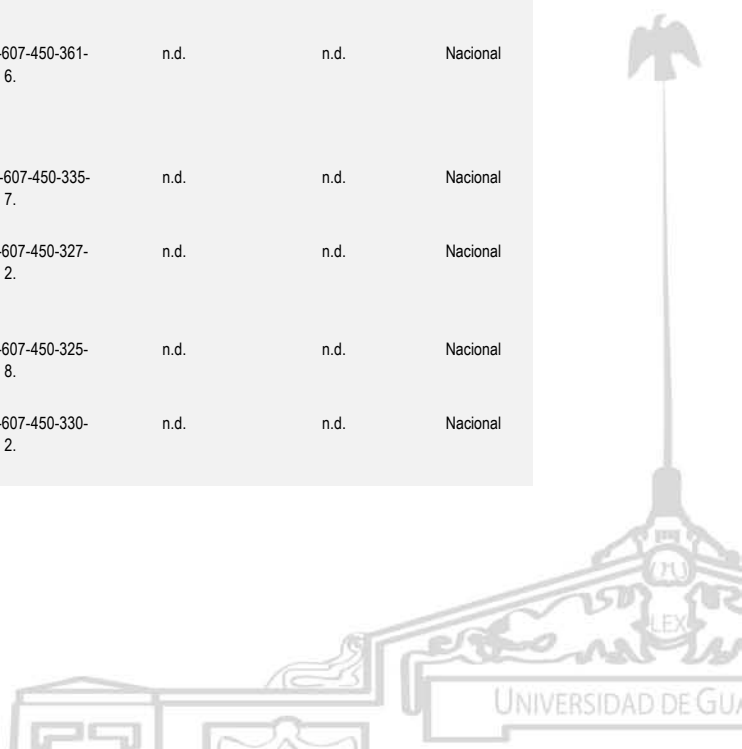 -607-450-361- n.d. n.d. Nacional
6.
-607-450-335- n.d. n.d. Nacional
7.
-607-450-327- n.d. n.d. Nacional
2.
-607-450-325- n.d. n.d. Nacional
8.
-607-450-330- n.d. n.d. Nacional
2.
LEX
UNIVERSIDAD DE GUA